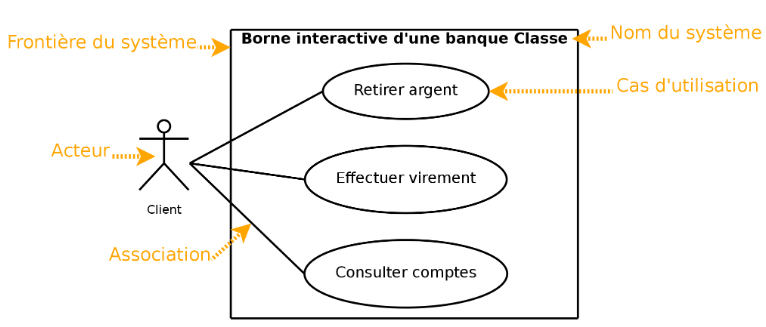 Frontière du système
Borne interactive d'une banque Classe
Nom du système
Retirer argent
Cas d'utilisation
Acteur
Effectuer virement
Client
Association
Consulter comptes